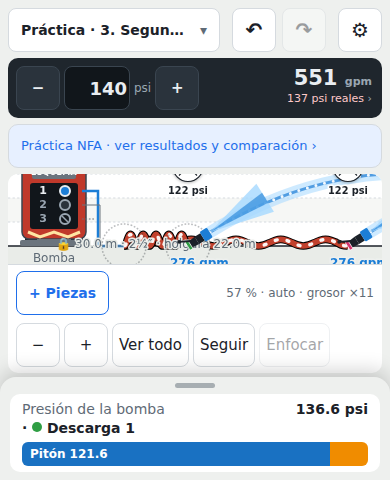 Práctica · 3. Segun… ▾
↶ ↷ ⚙
− 140 psi +
551 gpm
137 psi reales ›
Práctica NFA · ver resultados y comparación ›
1
2
3
122 psi
122 psi
Bomba
276 gpm
276 gpm
+ Piezas
57 % · auto · grosor ×11
− + Ver todo Seguir Enfocar
Presión de la bomba 136.6 psi
· Descarga 1
Pitón 121.6